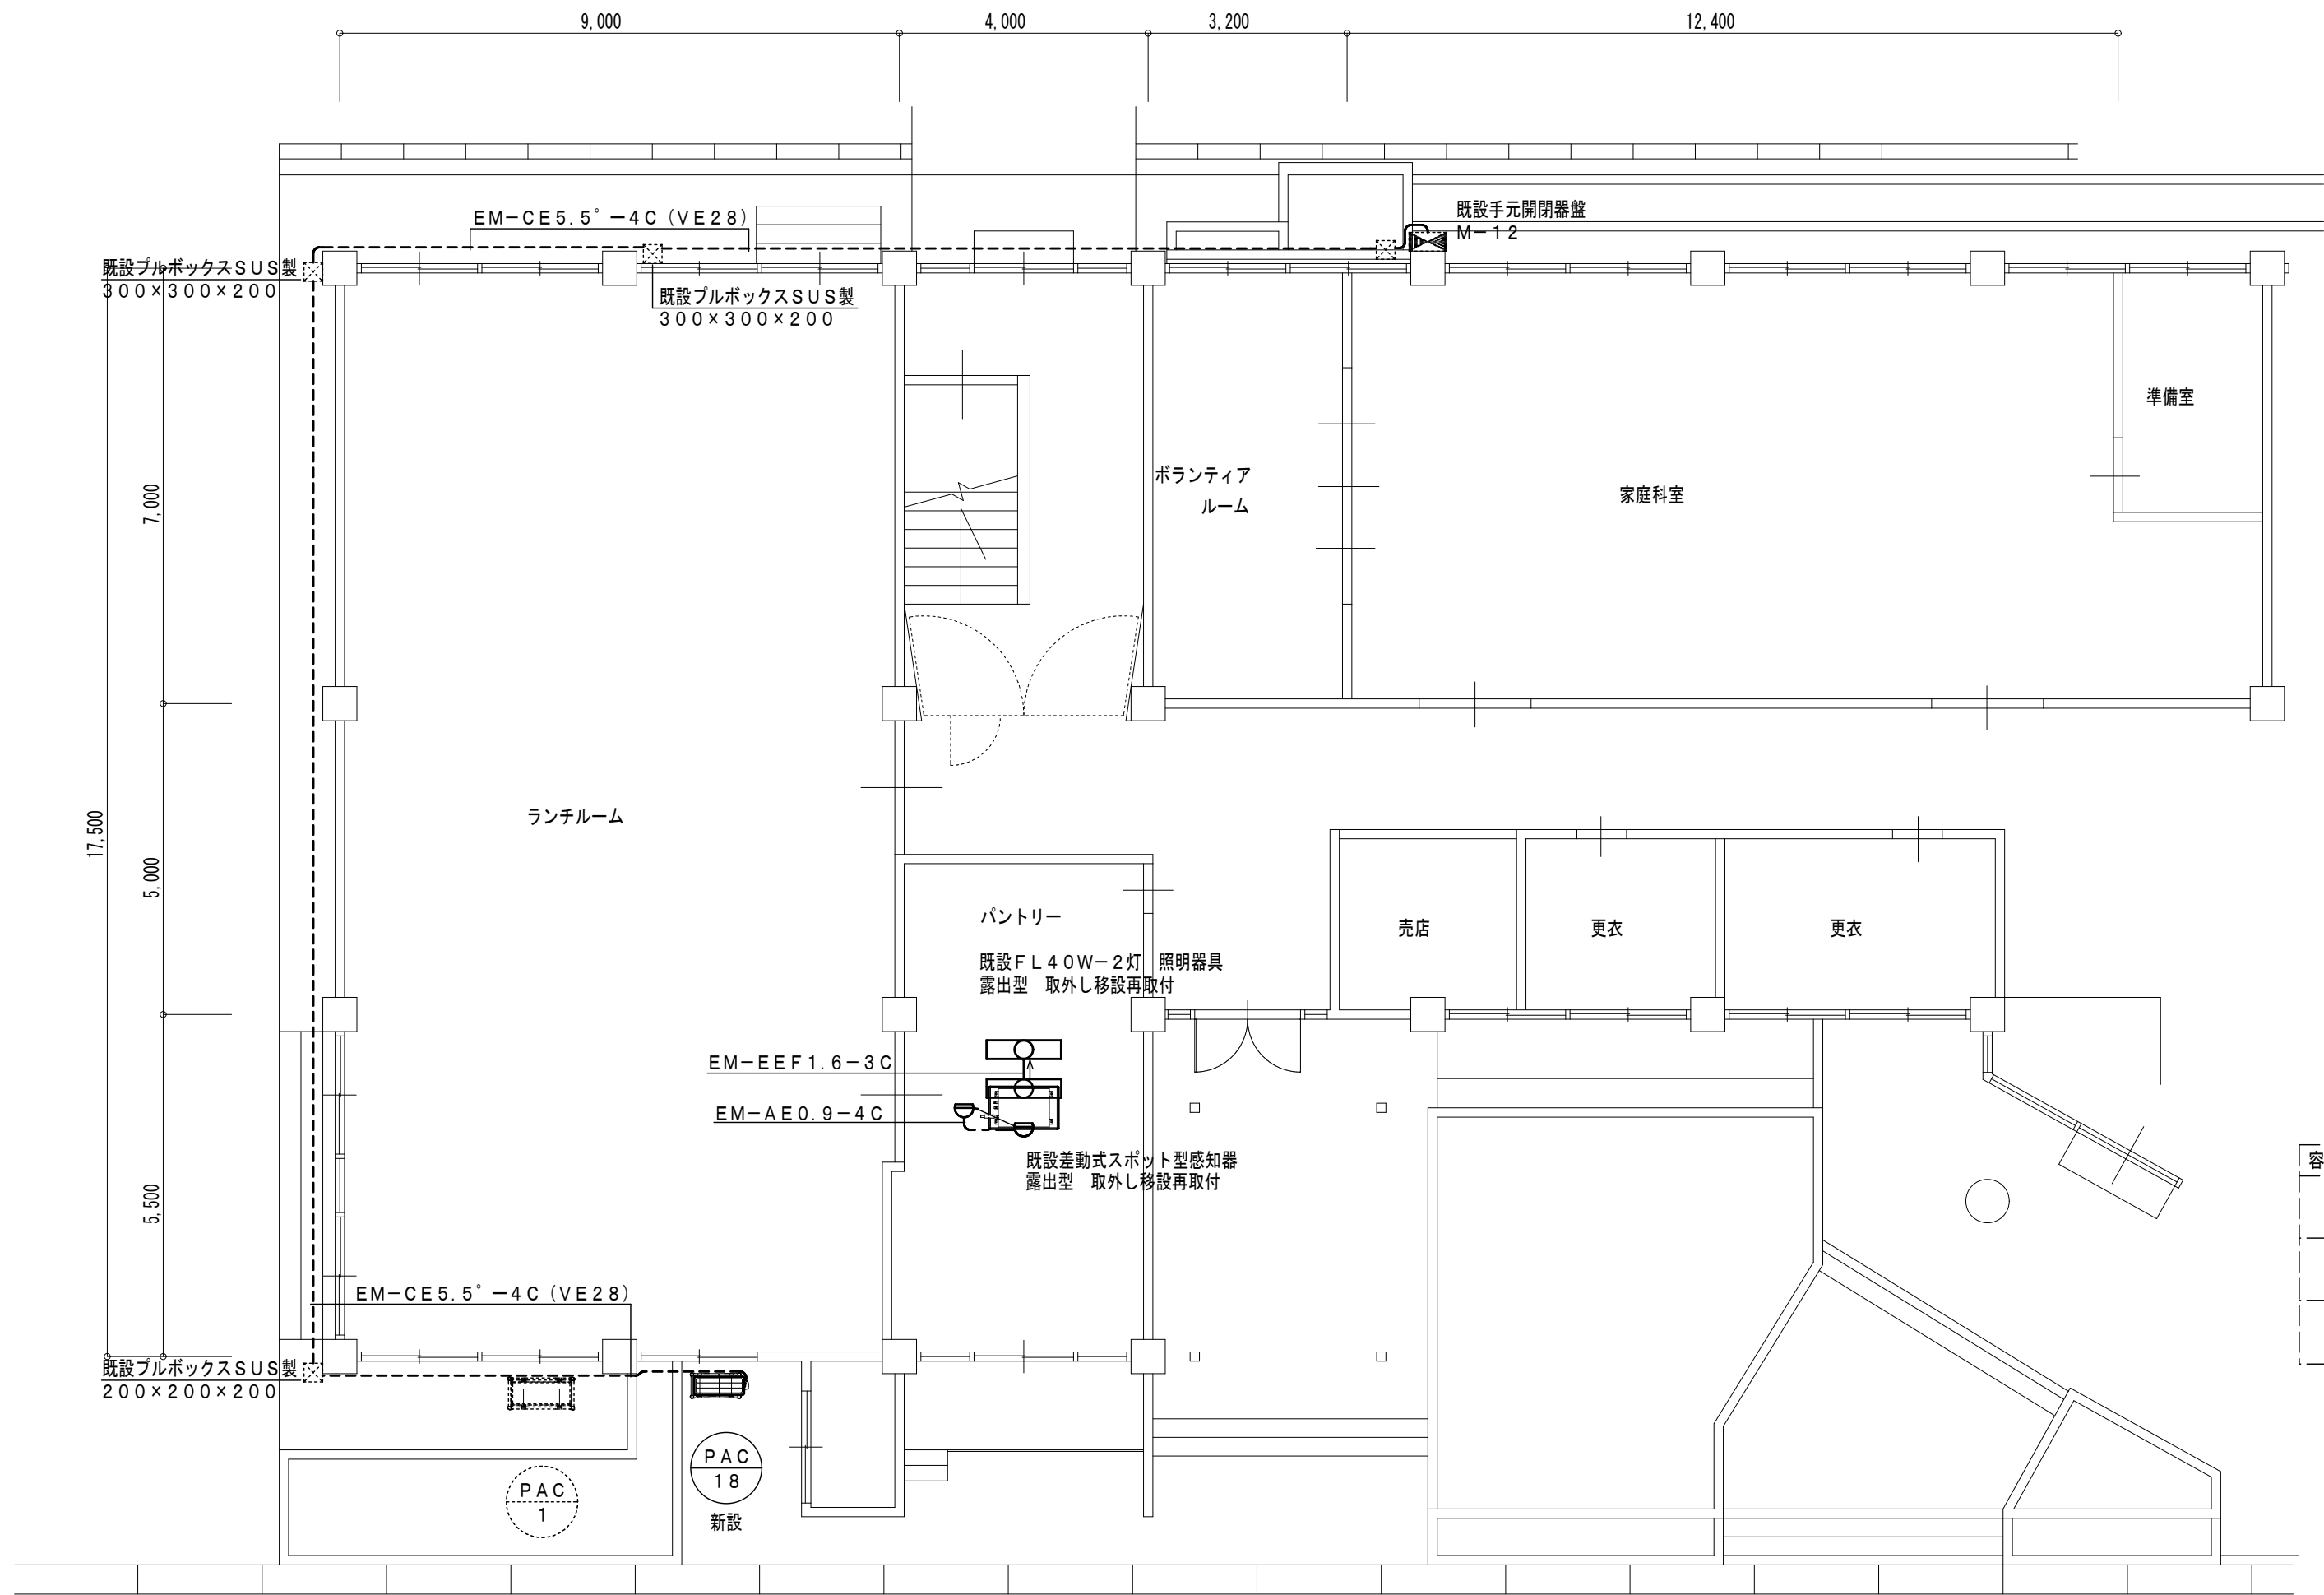 9,000
4,000
3,200
12,400
EM−CE5.5゜−4C(VE28)
既設手元開閉器盤
M−12
既設プルボックスSUS製
300×300×200
既設プルボックスSUS製
300×300×200
準備室
ボランティア
ルーム
家庭科室
7,000
ランチルーム
17,500
5,000
パントリー
売店
更衣
更衣
既設FL40W−2灯 照明器具
露出型 取外し移設再取付
EM−EEF1.6−3C
EM−AE0.9−4C
既設差動式スポット型感知器
露出型 取外し移設再取付
容
5,500
EM−CE5.5゜−4C(VE28)
既設プルボックスSUS製
200×200×200
PAC
18
新設
PAC
1